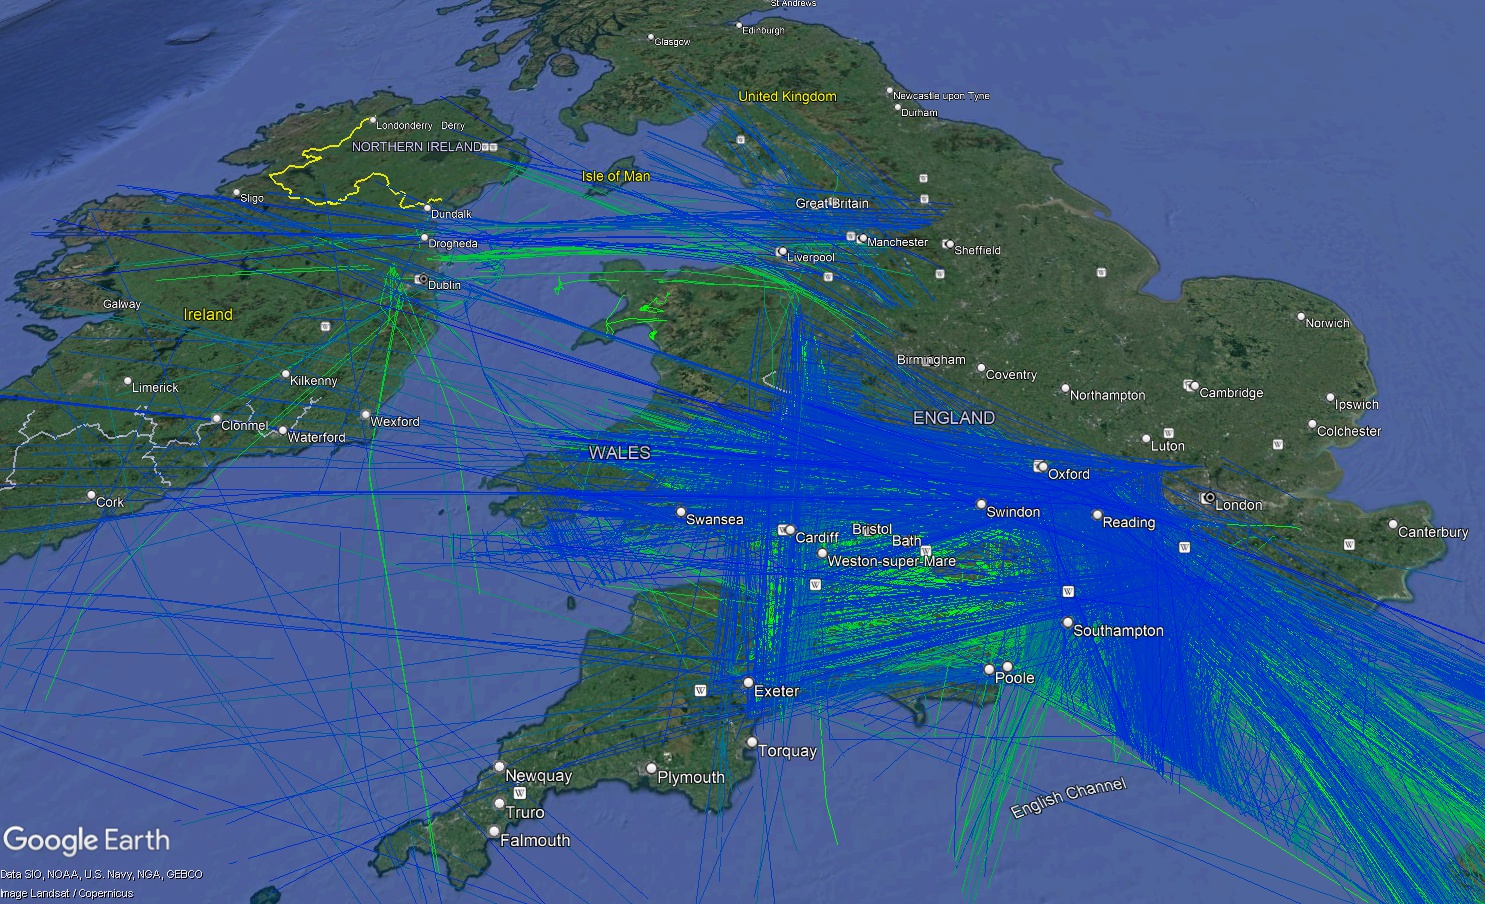 St Andrews
Edinburgh
Glasgow
United Kingdom
Newcastle upon Tyne
Durham
Londonderry Derry
NORTHERN IRELAND
Isle of Man
Sligo
Great Britain
Dundalk
Drogheda
Manchester
Sheffield
Liverpool
Dublin
Galway
Ireland
Norwich
Birmingham
Coventry
Limerick
Kilkenny
Northampton
Cambridge
Ipswich
Clonmel
Wexford
ENGLAND
Waterford
Colchester
Luton
WALES
Oxford
Cork
London
Swansea
Swindon
Reading
Canterbury
Cardiff
Bristol
Bath
Weston-super-Mare
Southampton
Poole
Exeter
Torquay
Newquay
Plymouth
English Channel
Truro
Falmouth
Google Earth
Data SIO, NOAA, U.S. Navy, NGA, GEBCO
Image Landsat / Copernicus